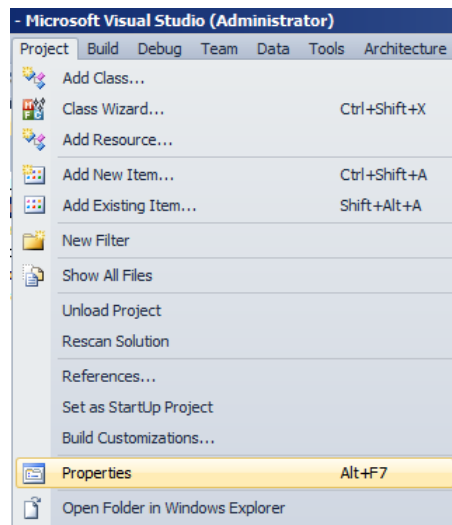 - Microsoft Visual Studio (Administrator)
Project Build Debug Team Data Tools Architecture
Add Class...
Class Wizard... Ctrl+Shift+X
Add Resource...
Add New Item... Ctrl+Shift+A
Add Existing Item... Shift+Alt+A
New Filter
Show All Files
Unload Project
Rescan Solution
References...
Set as StartUp Project
Build Customizations...
Properties Alt+F7
Open Folder in Windows Explorer